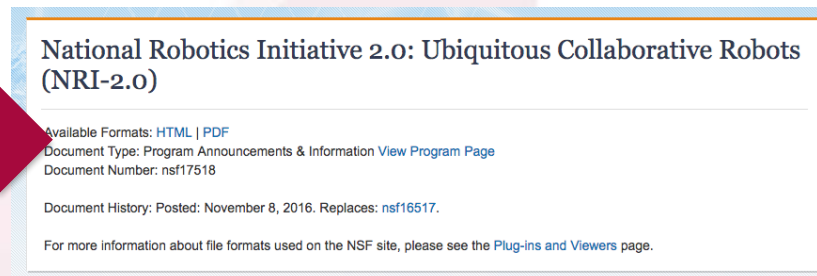 National Robotics Initiative 2.0: Ubiquitous Collaborative Robots
(NRI-2.0)
Available Formats: HTML | PDF
Document Type: Program Announcements & Information View Program Page
Document Number: nsf17518
Document History: Posted: November 8, 2016. Replaces: nsf16517.
For more information about file formats used on the NSF site, please see the Plug-ins and Viewers page.